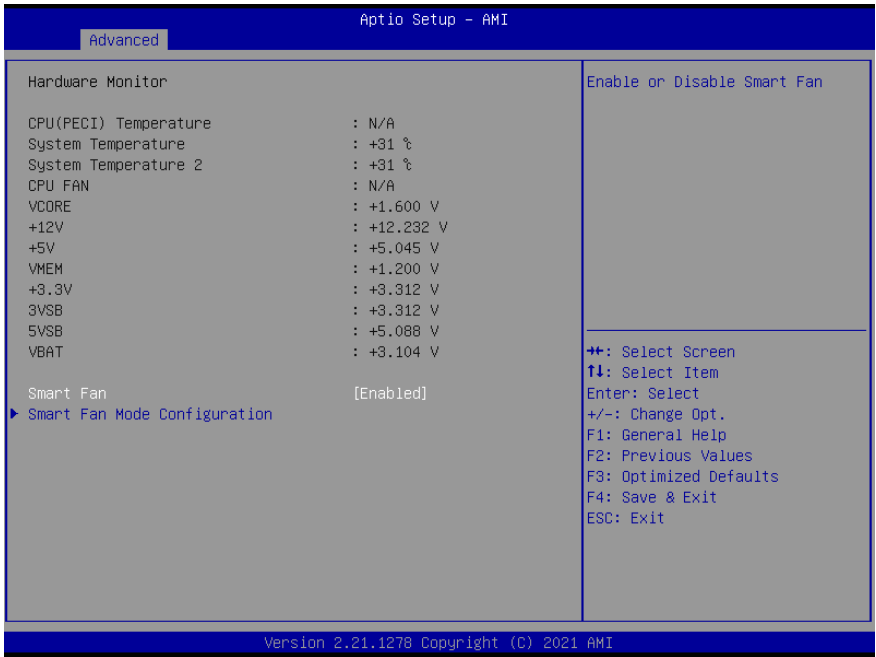 Aptio Setup – AMI
Advanced
Hardware Monitor
CPU(PECI) Temperature : N/A
System Temperature : +31 ℃
System Temperature 2 : +31 ℃
CPU FAN : N/A
VCORE : +1.600 V
+12V : +12.232 V
+5V : +5.045 V
VMEM : +1.200 V
+3.3V : +3.312 V
3VSB : +3.312 V
5VSB : +5.088 V
VBAT : +3.104 V
Smart Fan [Enabled]
Smart Fan Mode Configuration
Enable or Disable Smart Fan
→←: Select Screen
↑↓: Select Item
Enter: Select
+/-: Change Opt.
F1: General Help
F2: Previous Values
F3: Optimized Defaults
F4: Save & Exit
ESC: Exit
Version 2.21.1278 Copyright (C) 2021 AMI